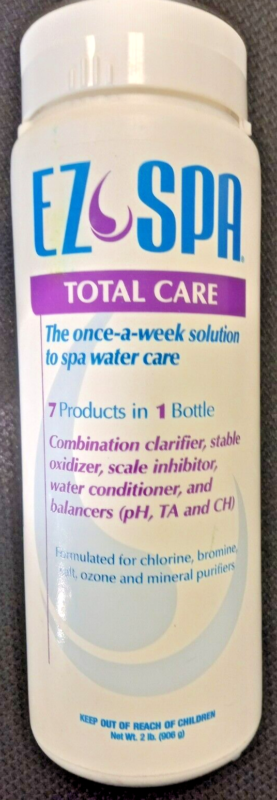 EZ SPA
TOTAL CARE
The once-a-week solution
to spa water care
7 Products in 1 Bottle
Combination clarifier, stable
oxidizer, scale inhibitor,
water conditioner, and
balancers (pH, TA and CH)
Formulated for chlorine, bromine,
salt, ozone and mineral purifiers
KEEP OUT OF REACH OF CHILDREN
Net Wt. 2 lb. (906 g)